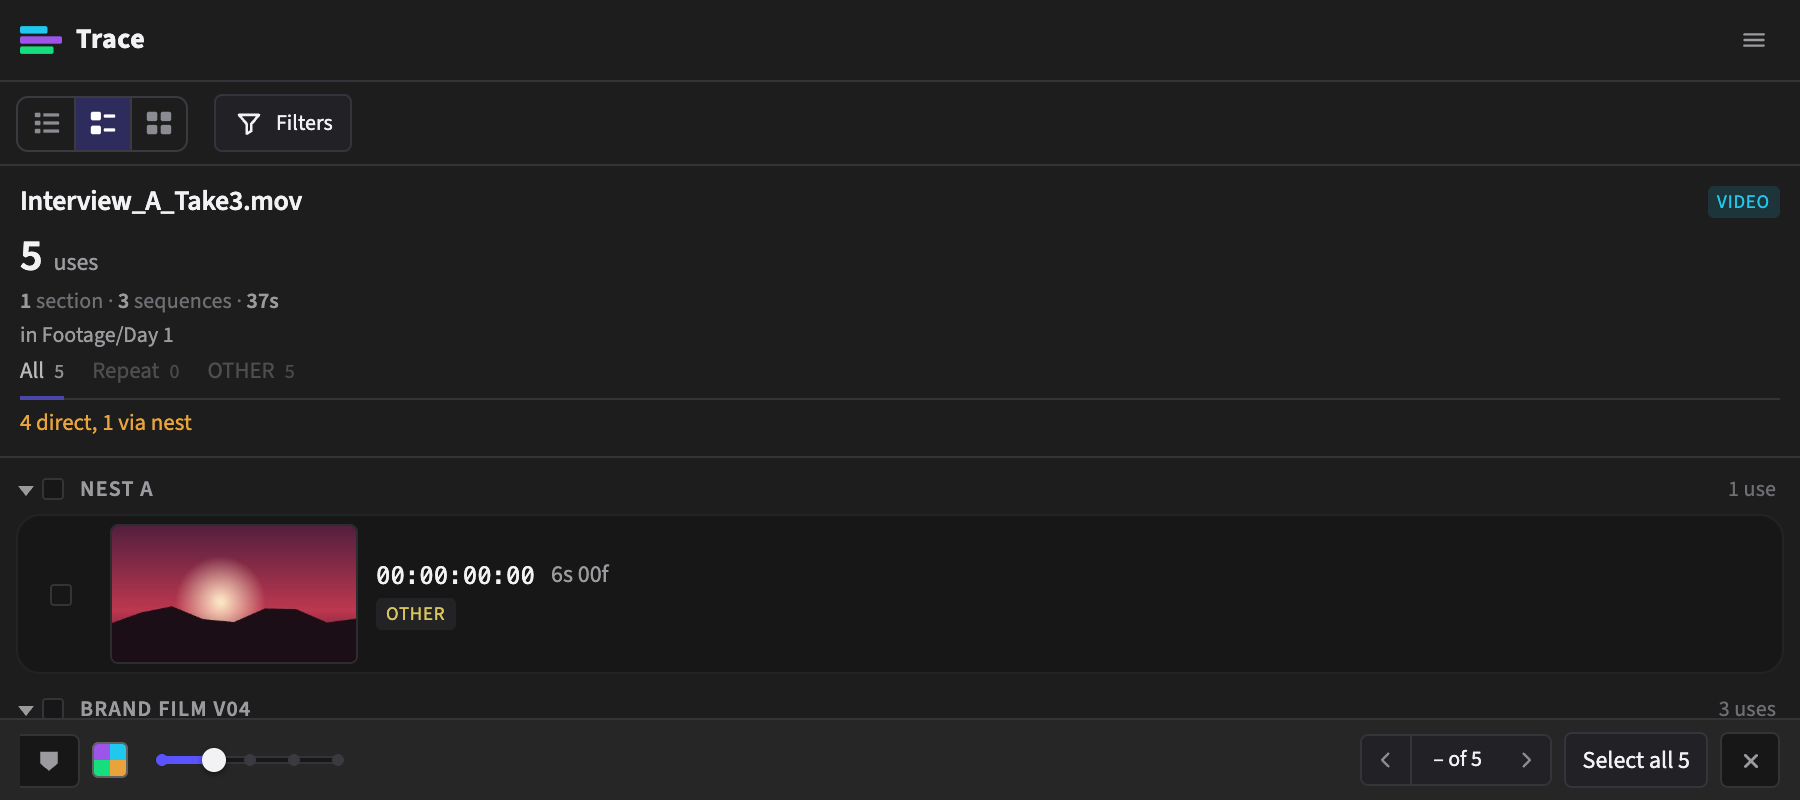 Trace
Filters
Interview_A_Take3.mov
VIDEO
5 uses
1 section · 3 sequences · 37s
in Footage/Day 1
All 5 Repeat 0 OTHER 5
4 direct, 1 via nest
NEST A
1 use
00:00:00:00 6s 00f
OTHER
BRAND FILM V04
3 uses
– of 5
Select all 5